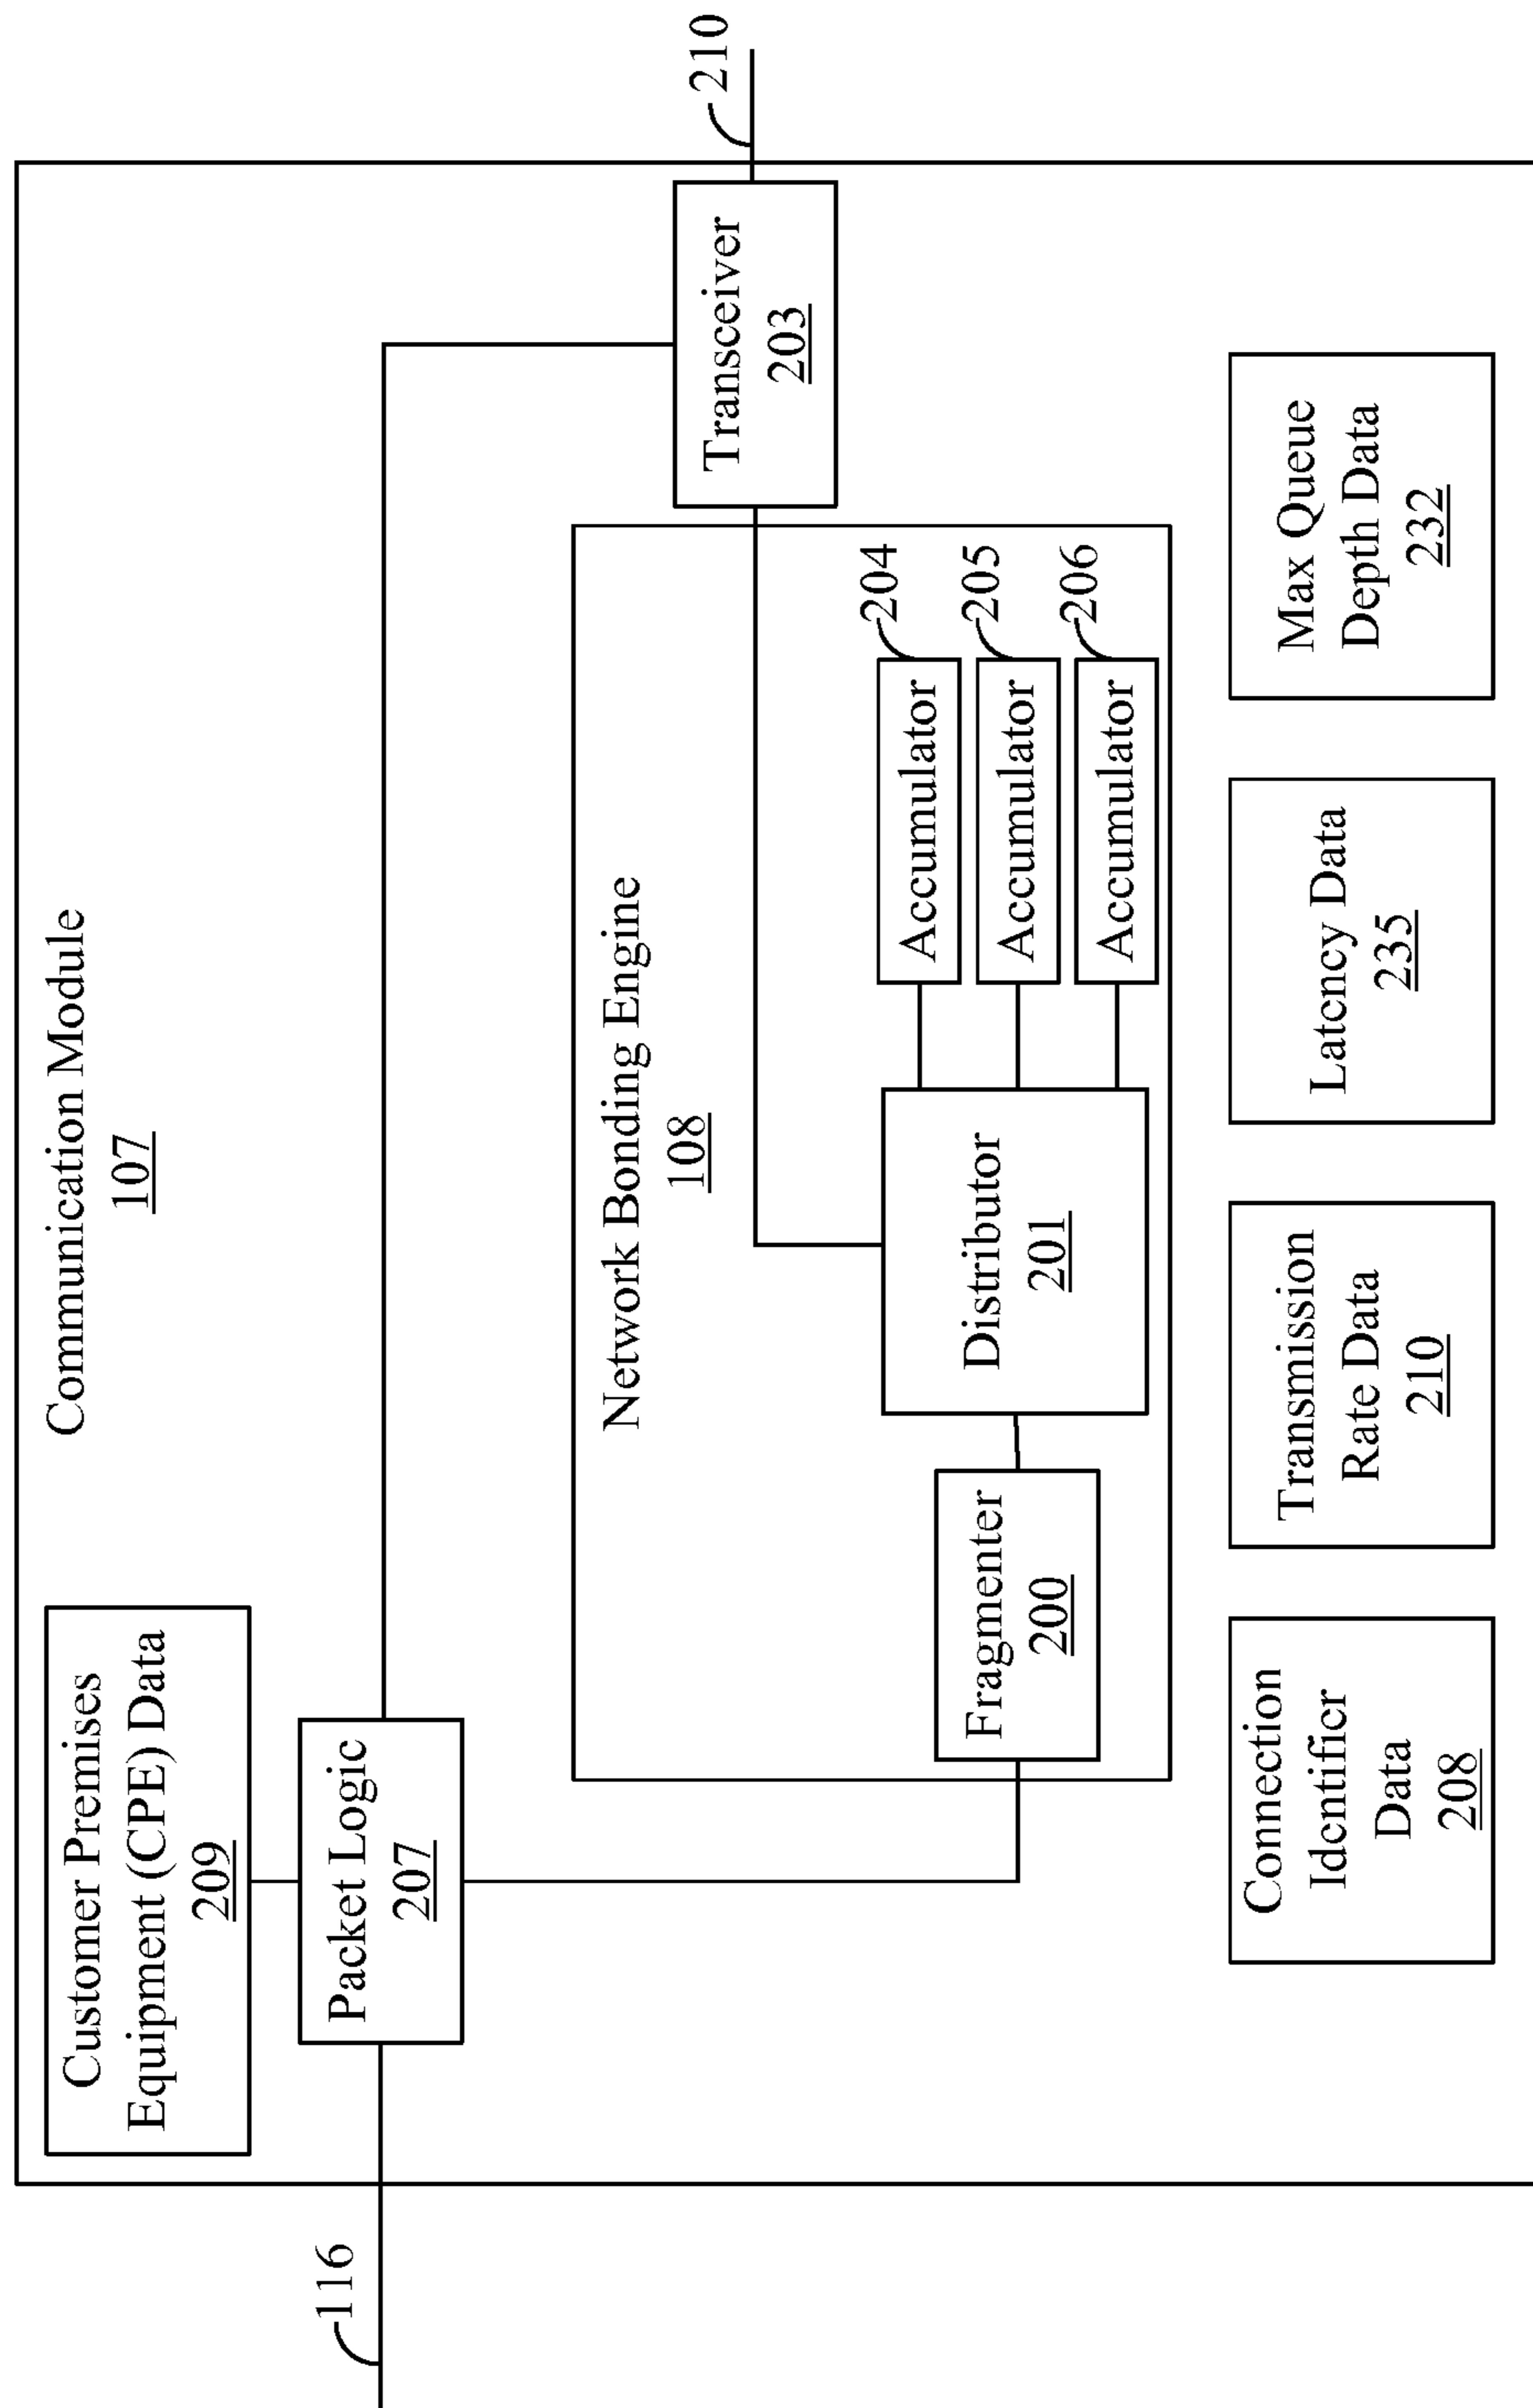 Communication Module
107
Customer Premises
Equipment (CPE) Data
209
Packet Logic
207
116
210
Transceiver
203
Network Bonding Engine
108
Fragmenter
200
Distributor
201
Accumulator
204
Accumulator
205
Accumulator
206
Connection
Identifier
Data
208
Transmission
Rate Data
210
Latency Data
235
Max Queue
Depth Data
232